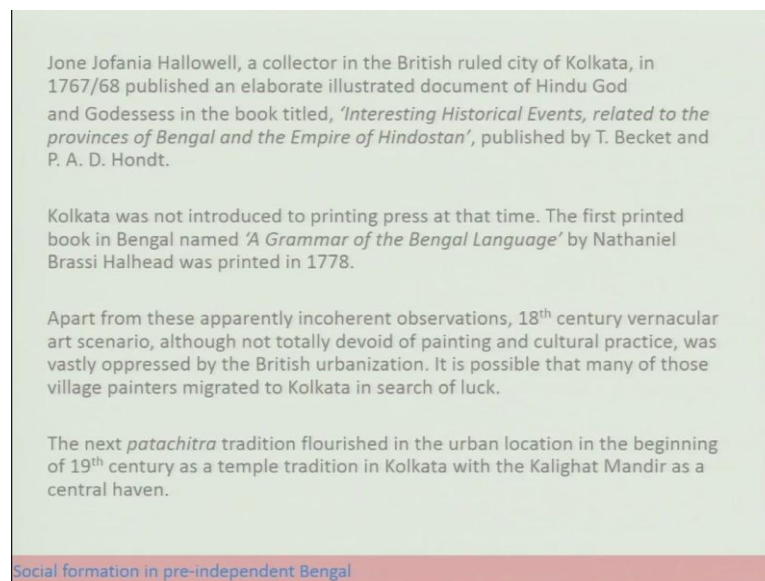 Jone Jofania Hallowell, a collector in the British ruled city of Kolkata, in
1767/68 published an elaborate illustrated document of Hindu God
and Godessess in the book titled, ‘Interesting Historical Events, related to the
provinces of Bengal and the Empire of Hindostan’, published by T. Becket and
P. A. D. Hondt.
Kolkata was not introduced to printing press at that time. The first printed
book in Bengal named ‘A Grammar of the Bengal Language’ by Nathaniel
Brassi Halhead was printed in 1778.
Apart from these apparently incoherent observations, 18th century vernacular
art scenario, although not totally devoid of painting and cultural practice, was
vastly oppressed by the British urbanization. It is possible that many of those
village painters migrated to Kolkata in search of luck.
The next patachitra tradition flourished in the urban location in the beginning
of 19th century as a temple tradition in Kolkata with the Kalighat Mandir as a
central haven.
Social formation in pre-independent Bengal